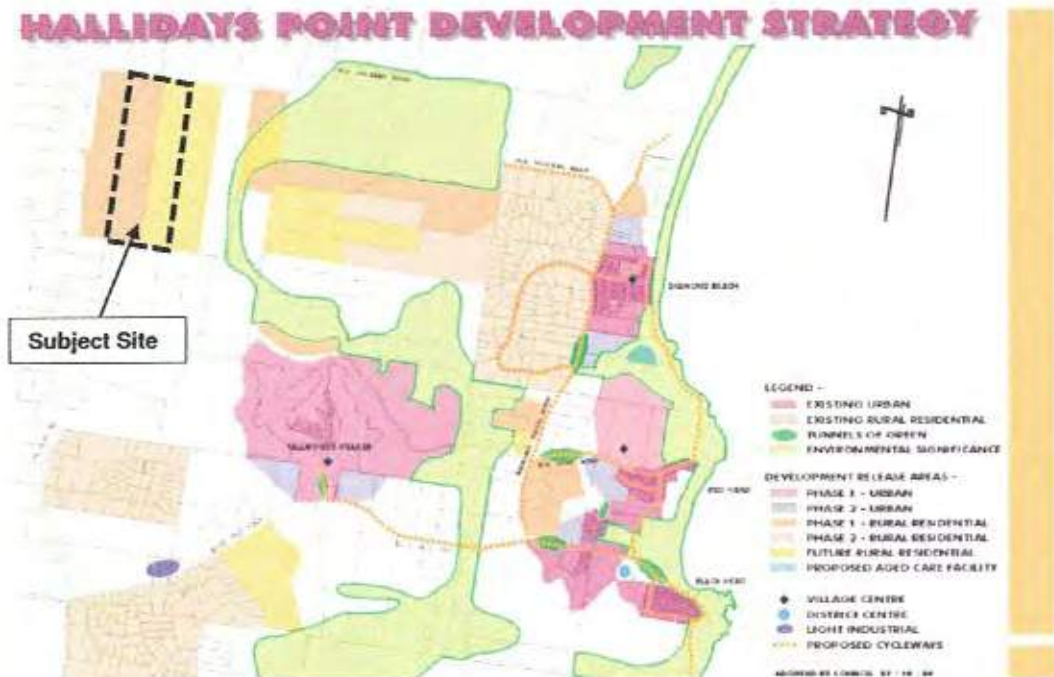 HALLIDAYS POINT DEVELOPMENT STRATEGY
Subject Site
DIAMOND BEACH
RED HEAD
BLACK HEAD
LEGEND -
EXISTING URBAN
EXISTING RURAL RESIDENTIAL
TUNNELS OF GREEN
ENVIRONMENTAL SIGNIFICANCE
DEVELOPMENT RELEASE AREAS -
PHASE 1 - URBAN
PHASE 2 - URBAN
PHASE 1 - RURAL RESIDENTIAL
PHASE 2 - RURAL RESIDENTIAL
FUTURE RURAL RESIDENTIAL
PROPOSED AGED CARE FACILITY
VILLAGE CENTRE
DISTRICT CENTRE
LIGHT INDUSTRIAL
PROPOSED CYCLEWAYS